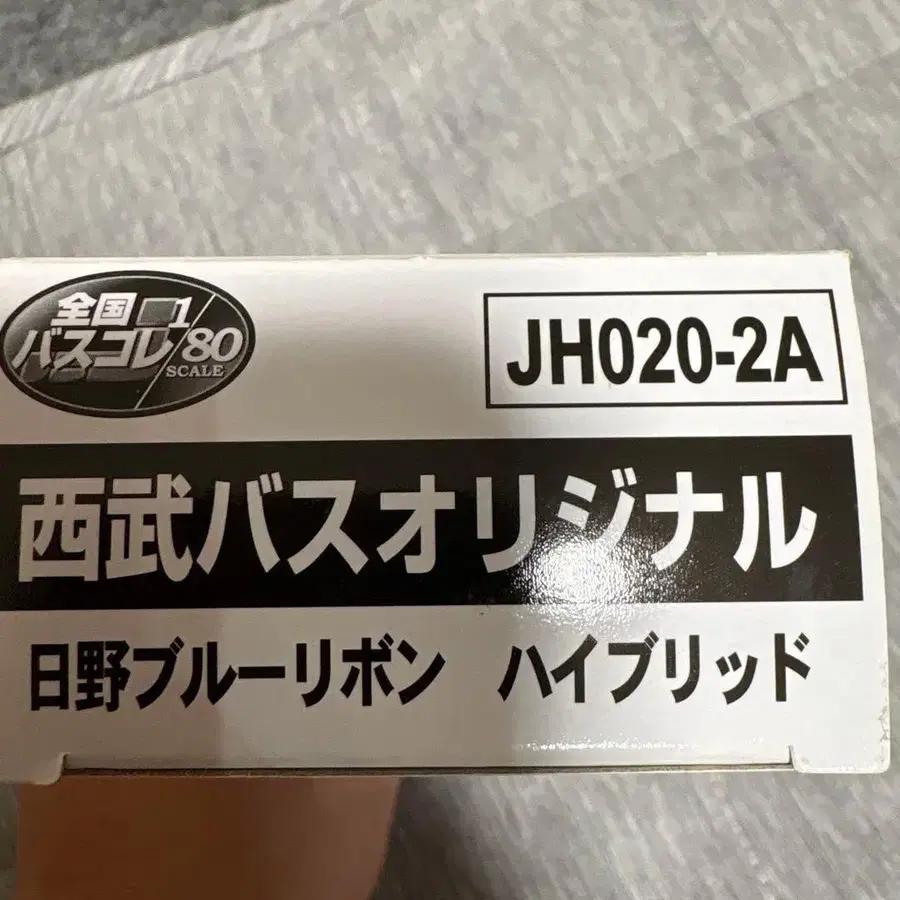 全国 1/80
バスコレ SCALE
JH020-2A
西武バスオリジナル
日野ブルーリボン ハイブリッド